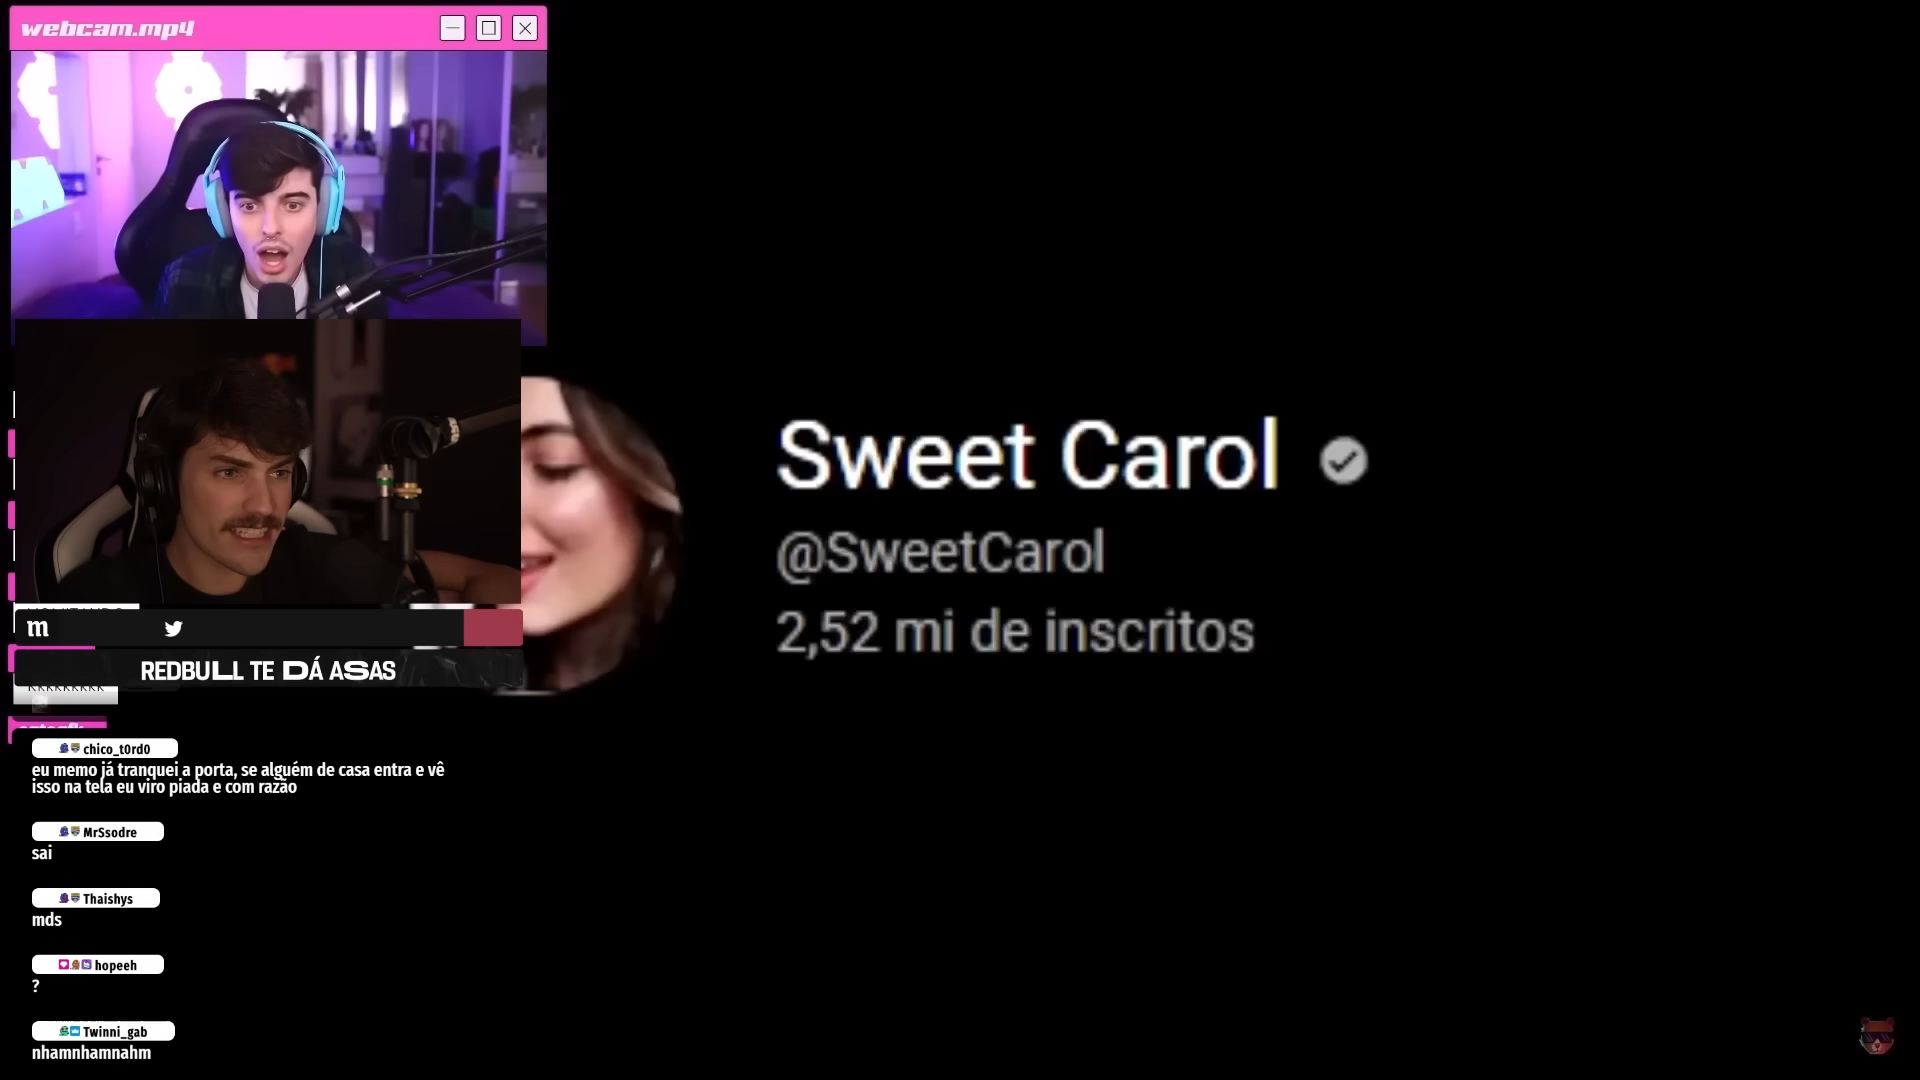 webcam.mp4
Sweet Carol
@SweetCarol
2,52 mi de inscritos
m
REDBULL TE DÁ ASAS
KKKKKKKKK
chico_t0rd0
eu memo já tranquei a porta, se alguém de casa entra e vê
isso na tela eu viro piada e com razão
MrSsodre
sai
Thaishys
mds
hopeeh
?
Twinni_gab
nhamnhamnahm